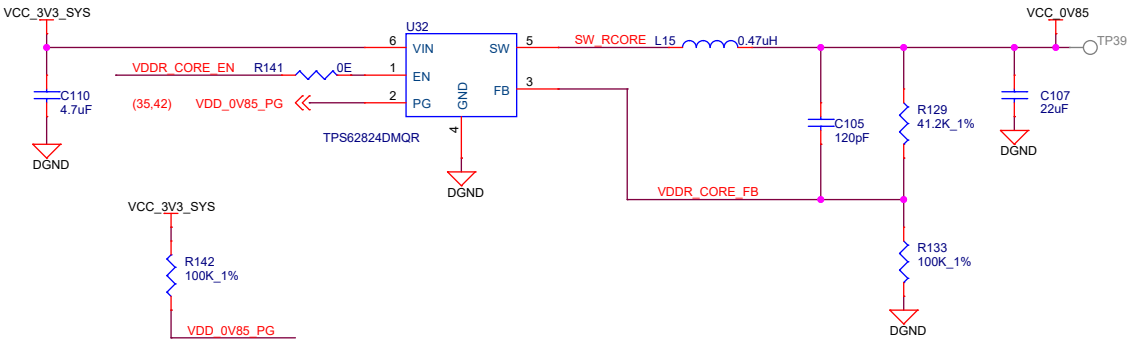 VCC_3V3_SYS
VCC_0V85
U32
6
VIN
SW
5
SW_RCORE
L15
0.47uH
TP39
VDDR_CORE_EN
R141
0E
1
EN
FB
3
C110
4.7uF
(35,42)
VDD_0V85_PG
2
PG
GND
4
TPS62824DMQR
C105
120pF
R129
41.2K_1%
C107
22uF
DGND
DGND
DGND
VDDR_CORE_FB
VCC_3V3_SYS
R142
100K_1%
R133
100K_1%
VDD_0V85_PG
DGND